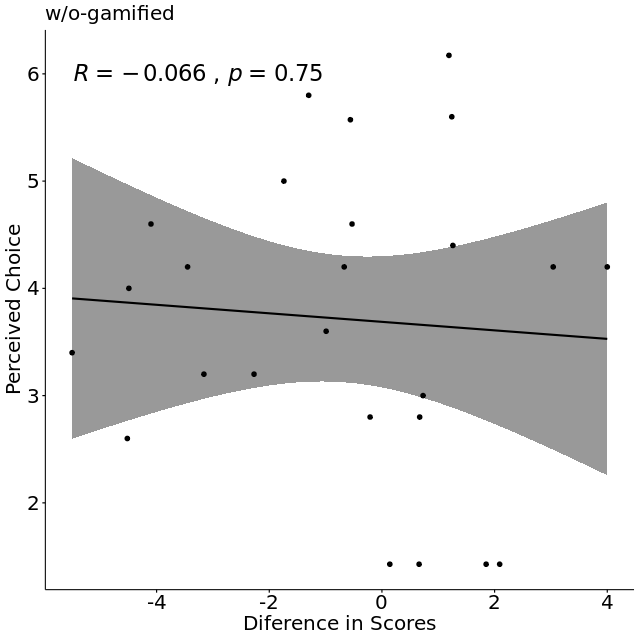 w/o-gamified
R = −0.066 , p = 0.75
6
5
4
3
2
Perceived Choice
-4 -2 0 2 4
Diference in Scores